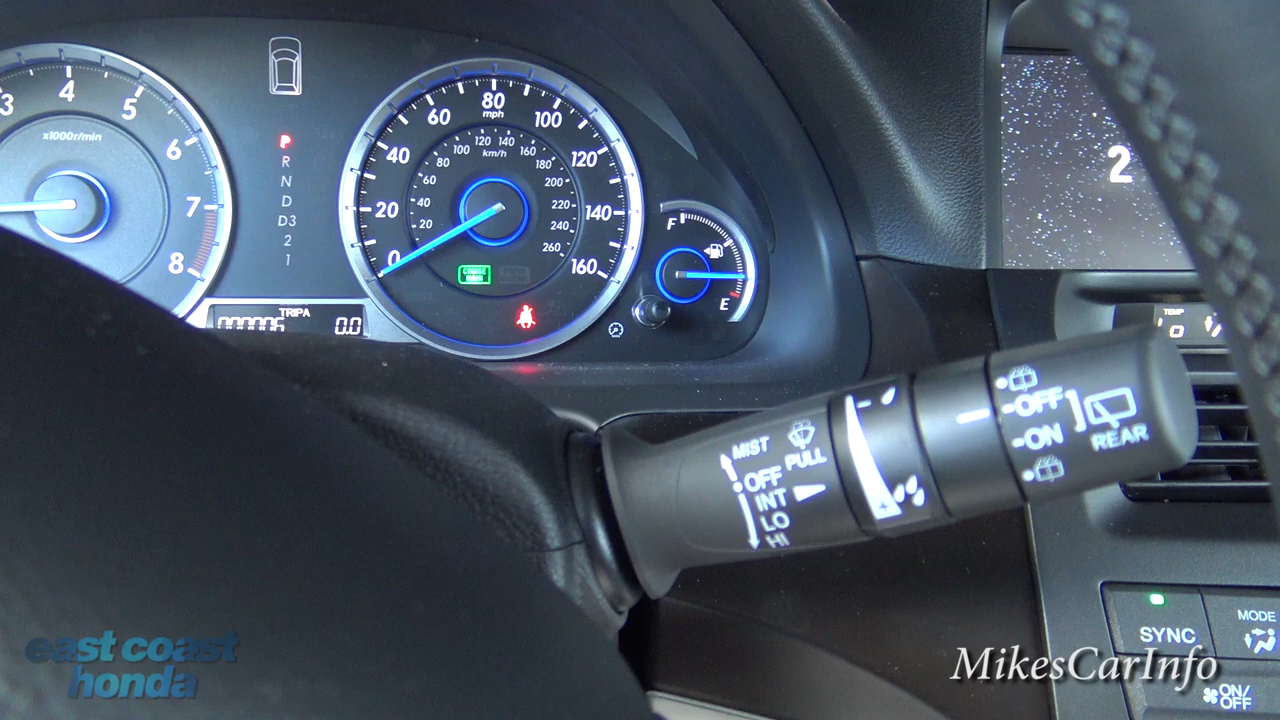 3
4
5
6
7
8
x1000r/min
P
R
N
D
D3
2
1
TRIPA
000006 0.0
0
20
40
60
80
100
120
140
160
mph
km/h
20
40
60
80
100
120
140
160
180
200
220
240
260
F
E
2
TEMP
MIST
OFF
INT
LO
HI
PULL
OFF
ON
REAR
SYNC
MODE
ON/OFF
east coast
honda
MikesCarInfo